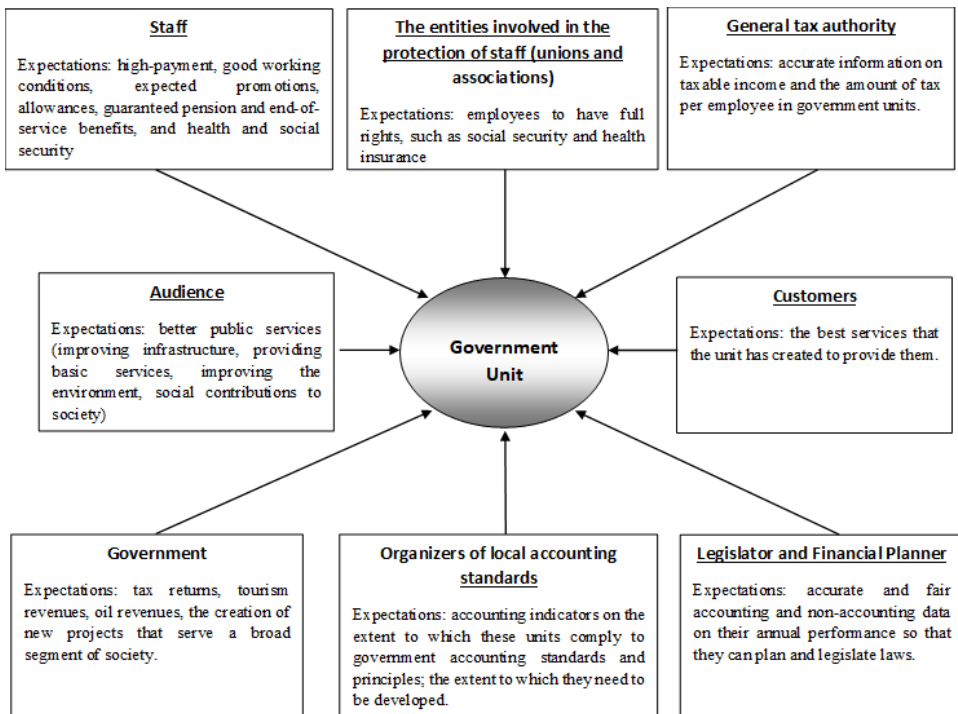 Staff
Expectations: high-payment, good working
conditions, expected promotions,
allowances, guaranteed pension and end-of-
service benefits, and health and social
security
The entities involved in the
protection of staff (unions and
associations)
Expectations: employees to have full
rights, such as social security and health
insurance
General tax authority
Expectations: accurate information on
taxable income and the amount of tax
per employee in government units.
Audience
Expectations: better public services
(improving infrastructure, providing
basic services, improving the
environment, social contributions to
society)
Government
Unit
Customers
Expectations: the best services that
the unit has created to provide them.
Government
Expectations: tax returns, tourism
revenues, oil revenues, the creation of
new projects that serve a broad
segment of society.
Organizers of local accounting
standards
Expectations: accounting indicators on the
extent to which these units comply to
government accounting standards and
principles; the extent to which they need to
be developed.
Legislator and Financial Planner
Expectations: accurate and fair
accounting and non-accounting data
on their annual performance so that
they can plan and legislate laws.